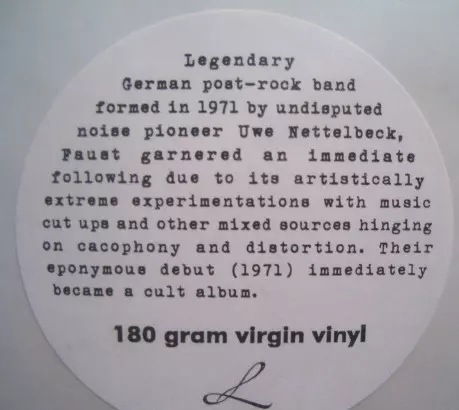 Legendary
German post-rock band
formed in 1971 by undisputed
noise pioneer Uwe Nettelbeck,
Faust garnered an immediate
following due to its artistically
extreme experimentations with music
cut ups and other mixed sources hinging
on cacophony and distortion. Their
eponymous debut (1971) immediately
became a cult album.
180 gram virgin vinyl
L